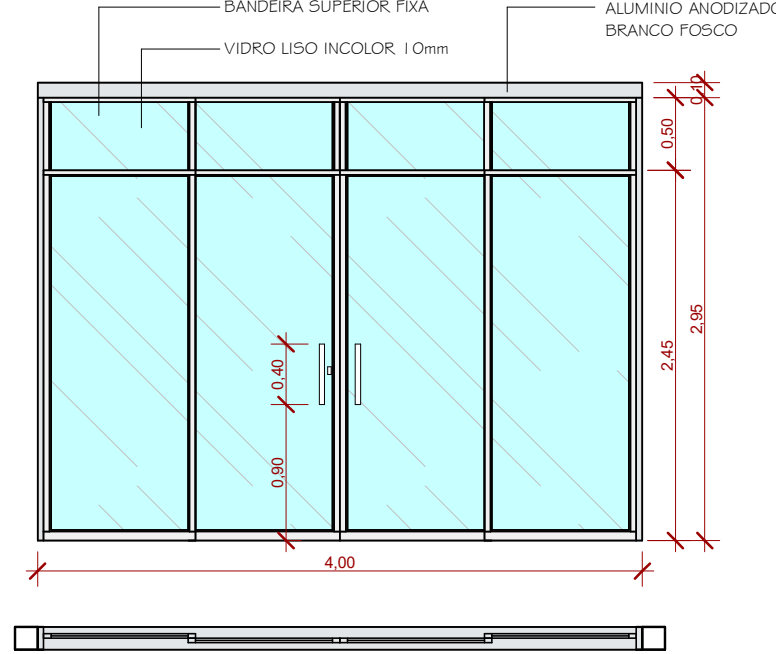 BANDEIRA SUPERIOR FIXA
ALUMINIO ANODIZADO
BRANCO FOSCO
VIDRO LISO INCOLOR 10mm
0,10
0,50
2,95
2,45
0,40
0,90
4,00